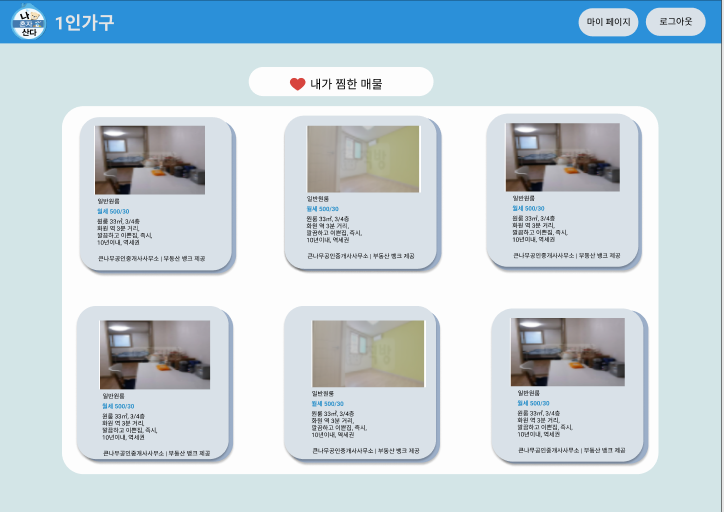 나
혼자
산다
1인가구
마이 페이지
로그아웃
내가 찜한 매물
일반원룸
월세 500/30
원룸 33㎡, 3/4층
화원 역 3분 거리,
깔끔하고 이쁜집, 즉시,
10년이내, 역세권
큰나무공인중개사사무소 | 부동산 뱅크 제공
일반원룸
월세 500/30
원룸 33㎡, 3/4층
화원 역 3분 거리,
깔끔하고 이쁜집, 즉시,
10년이내, 역세권
큰나무공인중개사사무소 | 부동산 뱅크 제공
일반원룸
월세 500/30
원룸 33㎡, 3/4층
화원 역 3분 거리,
깔끔하고 이쁜집, 즉시,
10년이내, 역세권
큰나무공인중개사사무소 | 부동산 뱅크 제공
일반원룸
월세 500/30
원룸 33㎡, 3/4층
화원 역 3분 거리,
깔끔하고 이쁜집, 즉시,
10년이내, 역세권
큰나무공인중개사사무소 | 부동산 뱅크 제공
일반원룸
월세 500/30
원룸 33㎡, 3/4층
화원 역 3분 거리,
깔끔하고 이쁜집, 즉시,
10년이내, 역세권
큰나무공인중개사사무소 | 부동산 뱅크 제공
일반원룸
월세 500/30
원룸 33㎡, 3/4층
화원 역 3분 거리,
깔끔하고 이쁜집, 즉시,
10년이내, 역세권
큰나무공인중개사사무소 | 부동산 뱅크 제공